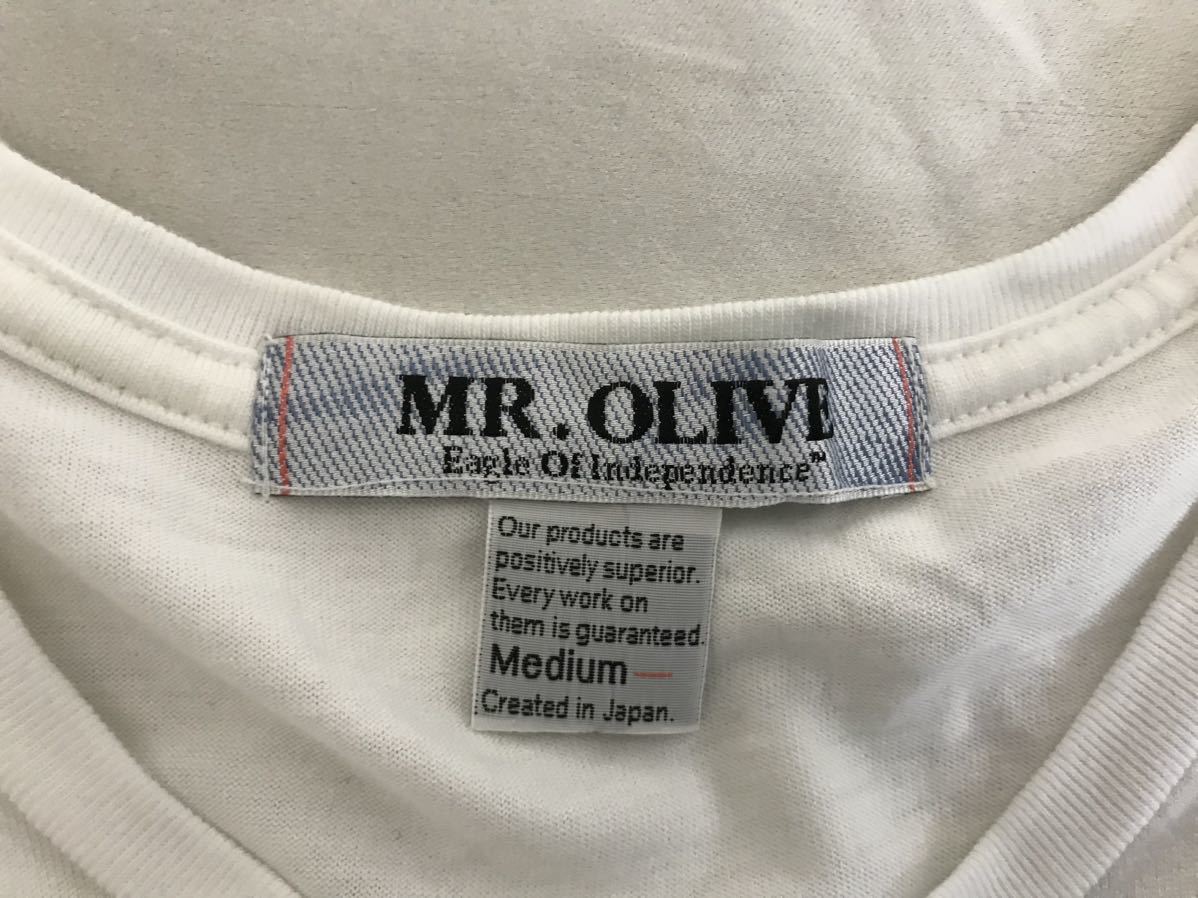 MR. OLIVE
Eagle Of Independence™
Our products are
positively superior.
Every work on
them is guaranteed.
Medium
Created in Japan.